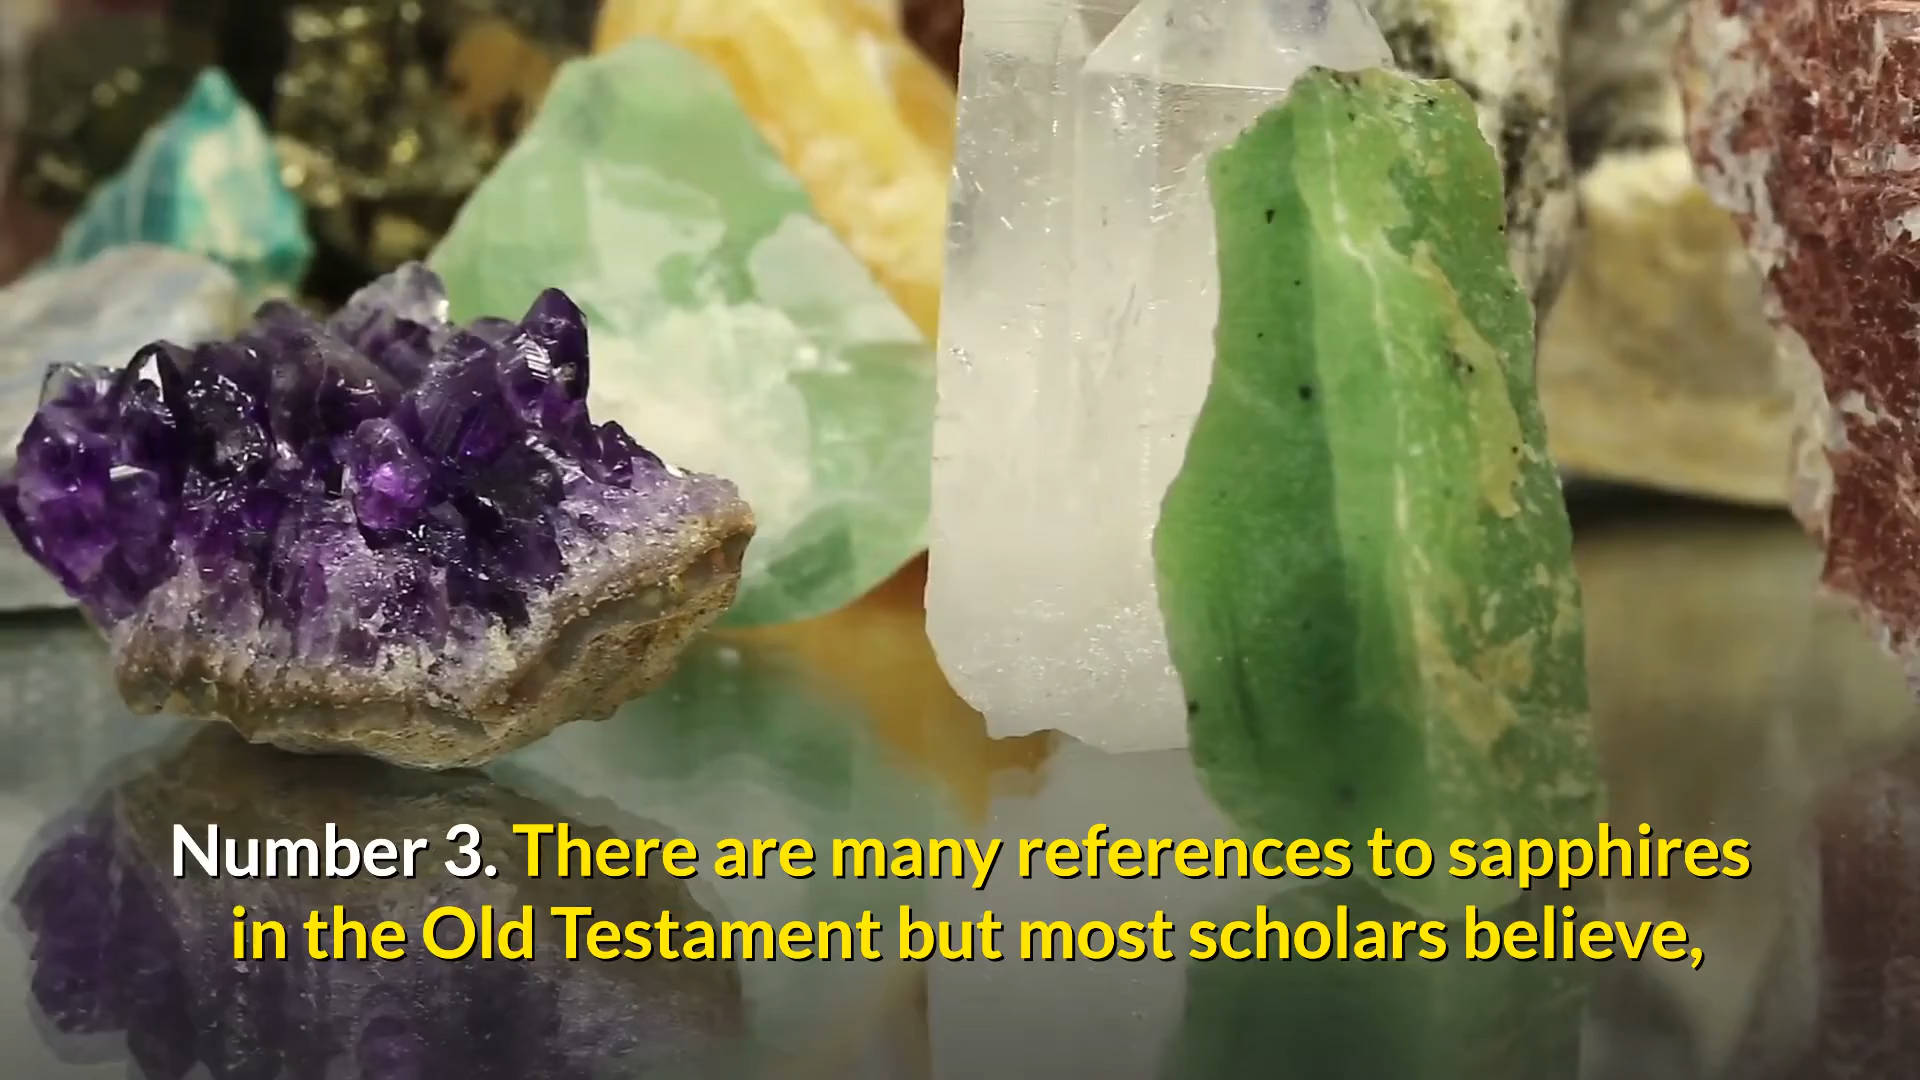 Number 3. There are many references to sapphires
in the Old Testament but most scholars believe,